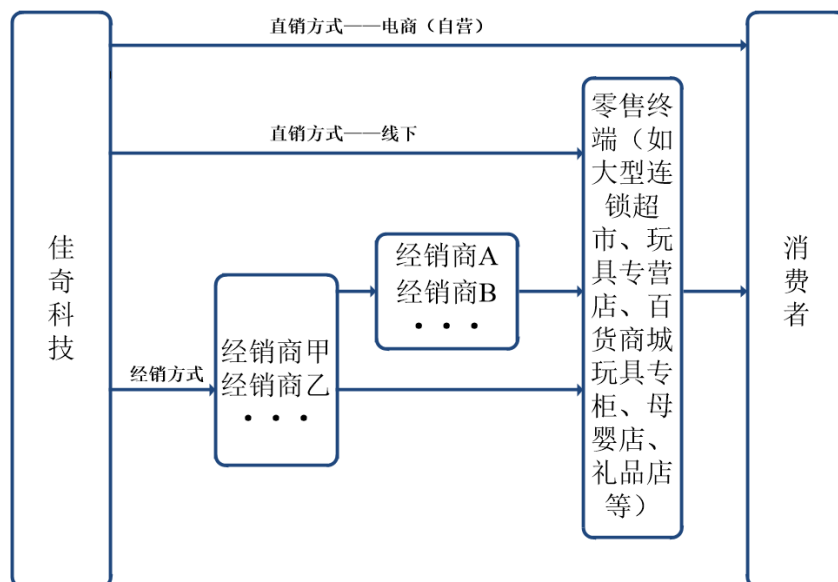 直销方式——电商（自营）
佳奇科技
直销方式——线下
经销方式
经销商甲
经销商乙
···
经销商A
经销商B
···
零售终
端（如
大型连
锁超
市、玩
具专营
店、百
货商城
玩具专
柜、母
婴店、
礼品店
等）
消费者